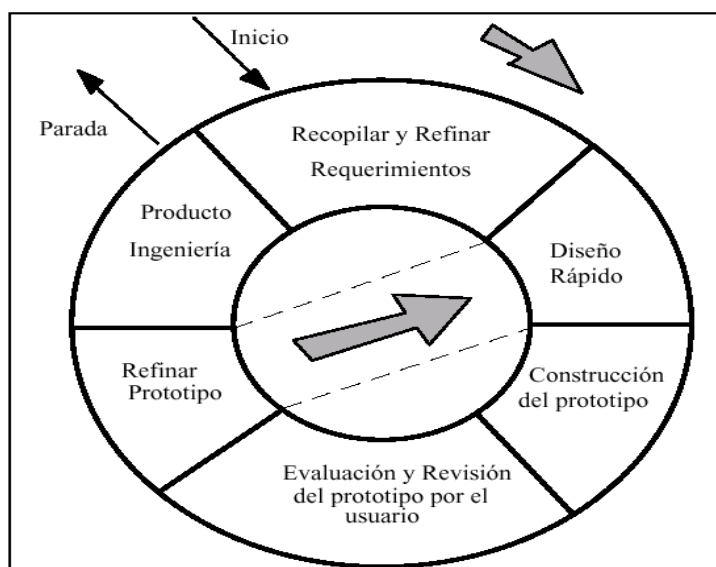 Inicio
Parada
Recopilar y Refinar
Requerimientos
Producto
Ingeniería
Diseño
Rápido
Refinar
Prototipo
Construcción
del prototipo
Evaluación y Revisión
del prototipo por el
usuario